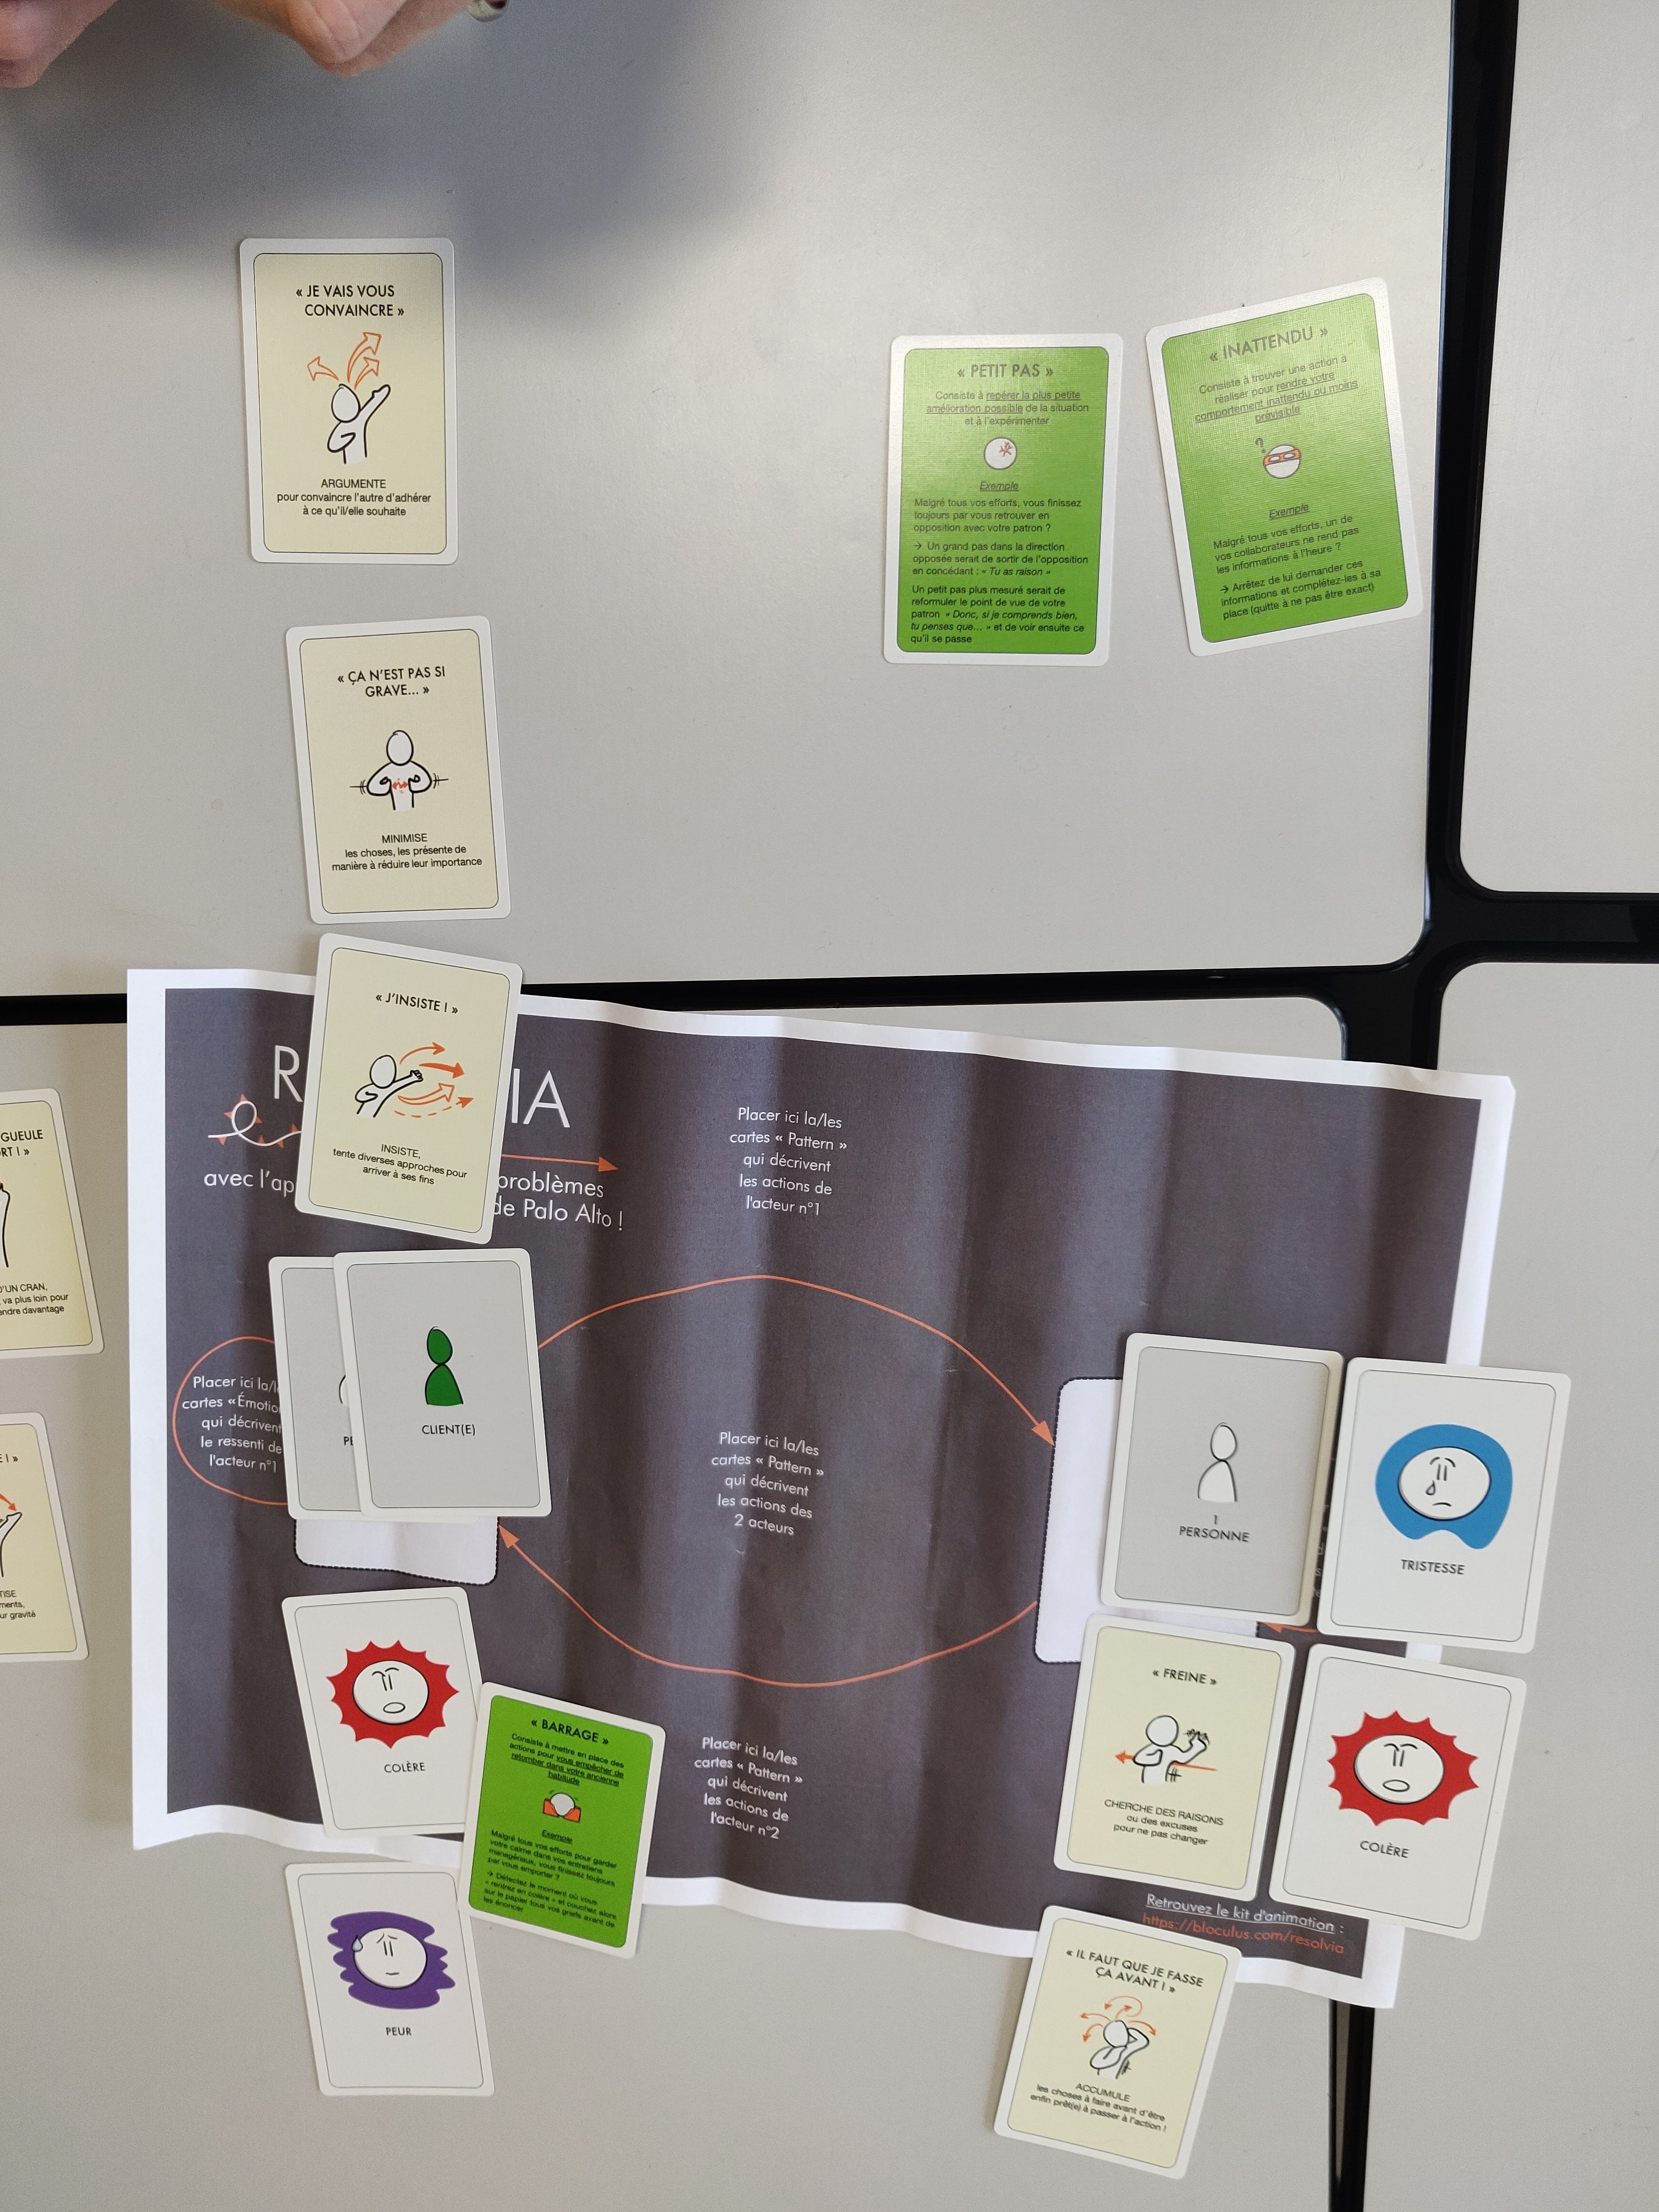 « JE VAIS VOUS
CONVAINCRE »
ARGUMENTE
pour convaincre l'autre d'adhérer
à ce qu'il/elle souhaite
« PETIT PAS »
Consiste à repérer la plus petite
amélioration possible de la situation
et à l'expérimenter
Exemple
Malgré tous vos efforts, vous finissez
toujours par vous retrouver en
opposition avec votre patron ?
→ Un grand pas dans la direction
opposée serait de sortir de l'opposition
en concédant : « Tu as raison »
Un petit pas plus mesuré serait de
reformuler le point de vue de votre
patron « Donc, si je comprends bien,
tu penses que... » et de voir ensuite ce
qu'il se passe
« INATTENDU »
Consiste à trouver une action à
réaliser pour rendre votre
comportement inattendu ou moins
prévisible
?
Exemple
Malgré tous vos efforts, un de
vos collaborateurs ne rend pas
les informations à l'heure ?
→ Arrêtez de lui demander ces
informations et complétez-les à sa
place (quitte à ne pas être exact)
« ÇA N'EST PAS SI
GRAVE... »
MINIMISE
les choses, les présente de
manière à réduire leur importance
« J'INSISTE ! »
INSISTE,
tente diverses approches pour
arriver à ses fins
R
IA
avec l'ap
problèmes
de Palo Alto !
GUEULE
RT ! »
D'UN CRAN,
va plus loin pour
endre davantage
E ! »
TISE
ments,
ur gravité
Placer ici la/les
cartes « Pattern »
qui décrivent
les actions de
l'acteur n°1
Placer ici la/l
cartes «Émotio
qui décrivent
le ressenti de
l'acteur n°1
PE
CLIENT(E)
Placer ici la/les
cartes « Pattern »
qui décrivent
les actions des
2 acteurs
1
PERSONNE
TRISTESSE
COLÈRE
« BARRAGE »
Consiste à mettre en place des
actions pour vous empêcher de
retomber dans votre ancienne
habitude
Exemple
Malgré tous vos efforts pour garder
votre calme dans vos entretiens
managériaux, vous finissez toujours
par vous emporter ?
→ Détectez le moment où vous
« rentrez en colère » et couchez alors
sur le papier tous vos griefs avant de
les énoncer
Placer ici la/les
cartes « Pattern »
qui décrivent
les actions de
l'acteur n°2
« FREINE »
CHERCHE DES RAISONS
ou des excuses
pour ne pas changer
COLÈRE
PEUR
Retrouvez le kit d'animation :
https://bloculus.com/resolvia
« IL FAUT QUE JE FASSE
ÇA AVANT ! »
ACCUMULE
les choses à faire avant d'être
enfin prêt(e) à passer à l'action !